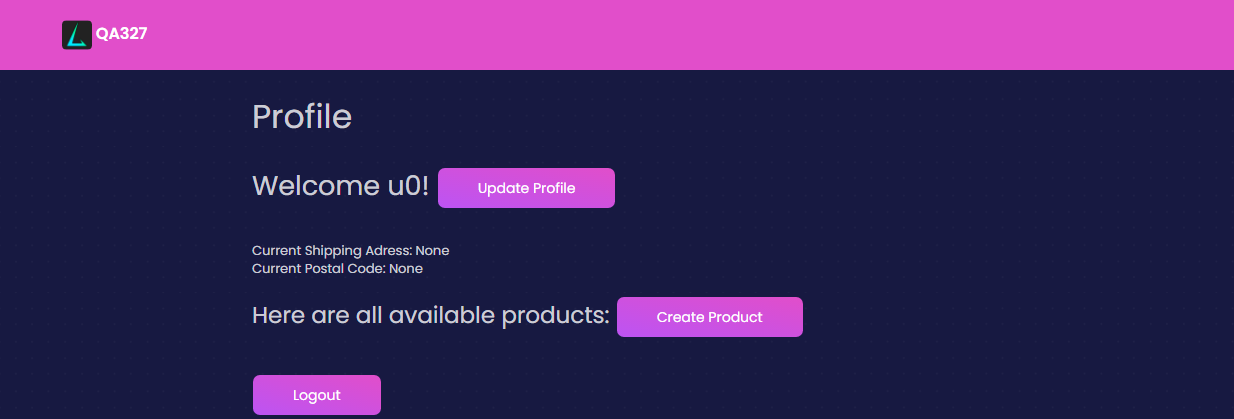 QA327
Profile
Welcome u0! Update Profile
Current Shipping Adress: None
Current Postal Code: None
Here are all available products: Create Product
Logout